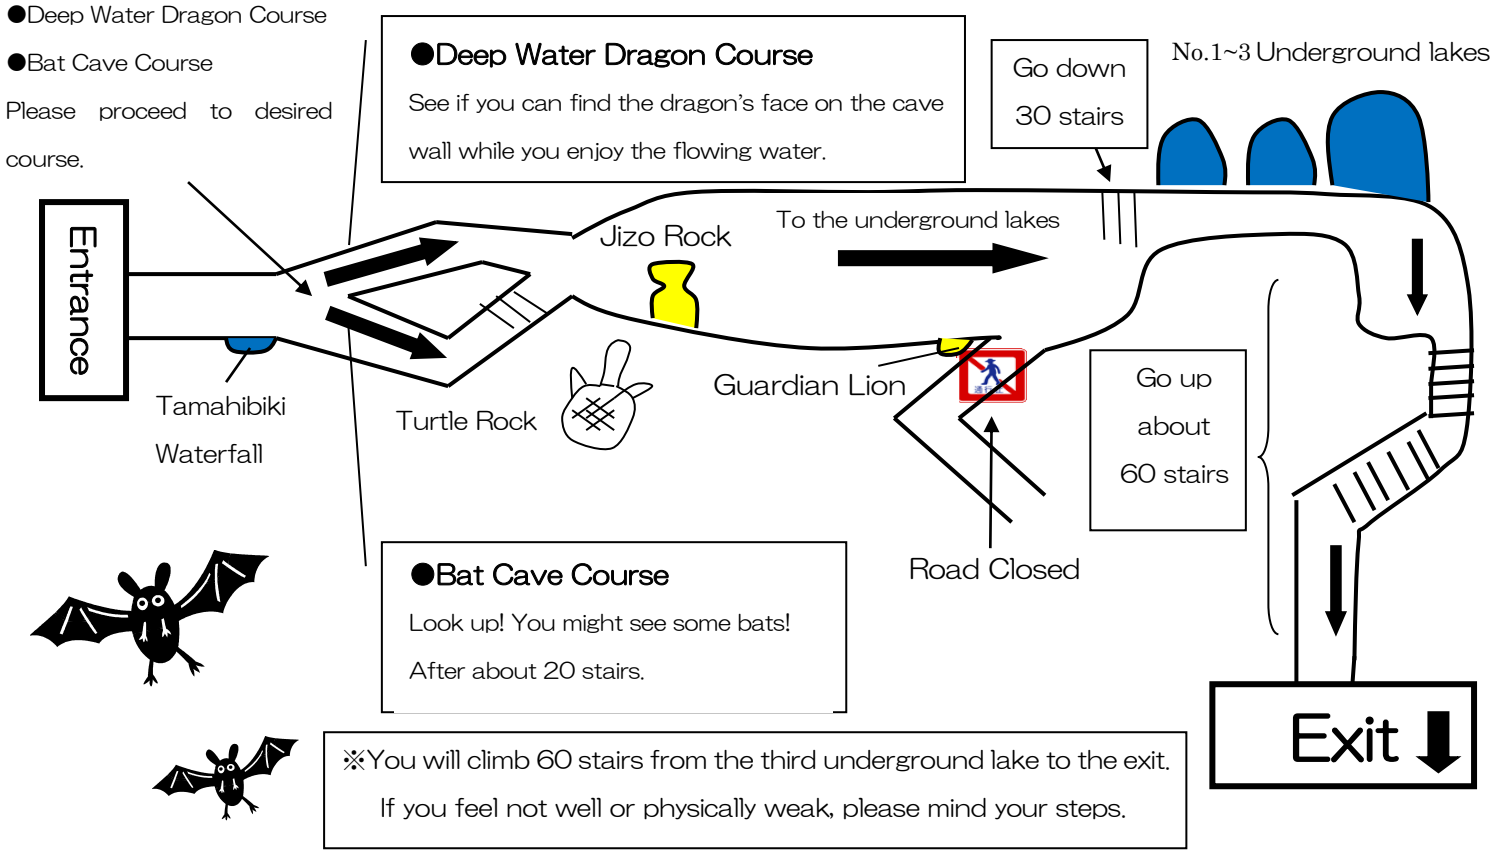 ●Deep Water Dragon Course
●Bat Cave Course
Please proceed to desired
course.
●Deep Water Dragon Course
See if you can find the dragon's face on the cave
wall while you enjoy the flowing water.
Go down
30 stairs
No.1~3 Underground lakes
Entrance
Jizo Rock
To the underground lakes
Tamahibiki
Waterfall
Turtle Rock
Guardian Lion
Go up
about
60 stairs
Road Closed
●Bat Cave Course
Look up! You might see some bats!
After about 20 stairs.
※You will climb 60 stairs from the third underground lake to the exit.
If you feel not well or physically weak, please mind your steps.
Exit